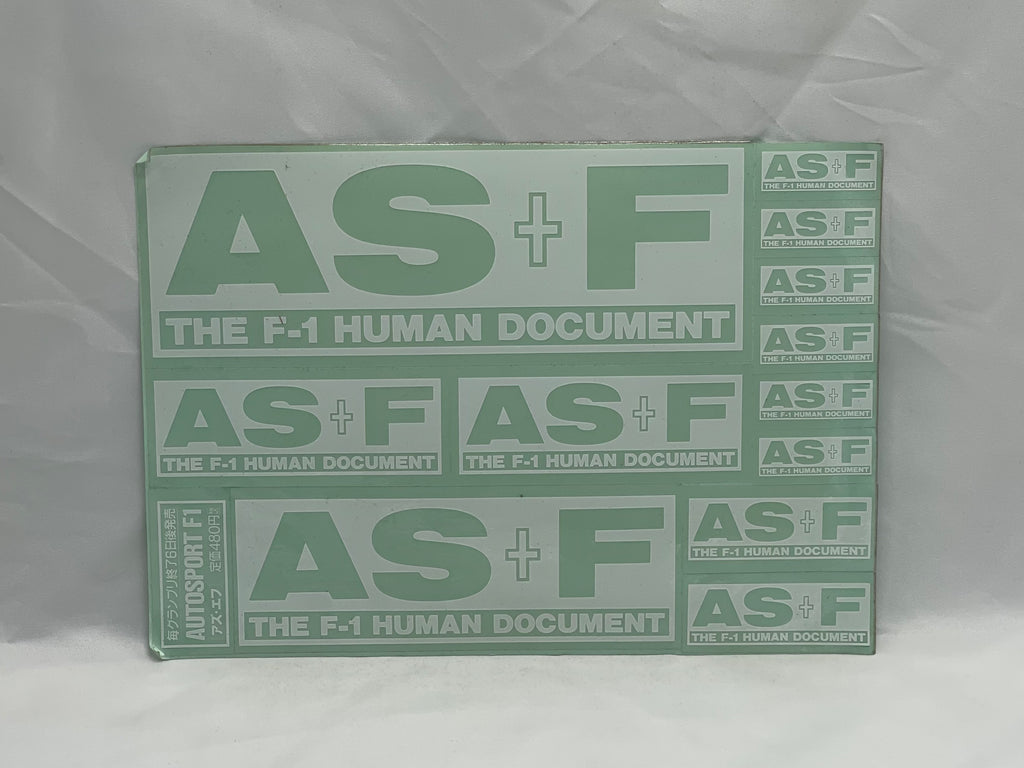 AS+F
THE F-1 HUMAN DOCUMENT
AS+F
THE F-1 HUMAN DOCUMENT
AS+F
THE F-1 HUMAN DOCUMENT
AS+F
THE F-1 HUMAN DOCUMENT
AS+F
THE F-1 HUMAN DOCUMENT
AS+F
THE F-1 HUMAN DOCUMENT
AS+F
THE F-1 HUMAN DOCUMENT
AS+F
THE F-1 HUMAN DOCUMENT
AS+F
THE F-1 HUMAN DOCUMENT
毎グランプリ終了6日後発売
AUTOSPORT F1
アズ・エフ 定価480円
AS+F
THE F-1 HUMAN DOCUMENT
AS+F
THE F-1 HUMAN DOCUMENT
AS+F
THE F-1 HUMAN DOCUMENT